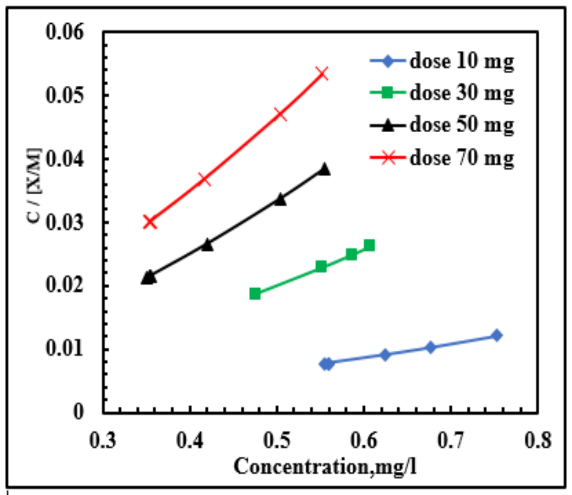 0.06
0.05
0.04
0.03
0.02
0.01
0
C / [X/M]
dose 10 mg
dose 30 mg
dose 50 mg
dose 70 mg
0.3 0.4 0.5 0.6 0.7 0.8
Concentration,mg/l